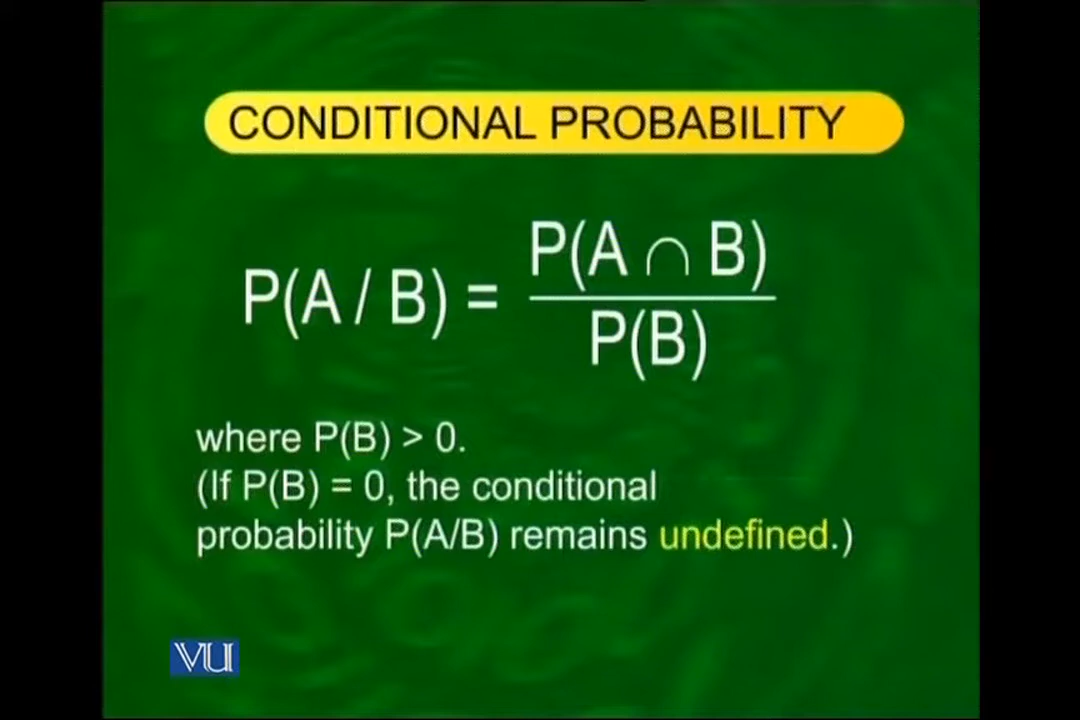 CONDITIONAL PROBABILITY
P(A / B) = P(A ∩ B)
P(B)
where P(B) > 0.
(If P(B) = 0, the conditional
probability P(A/B) remains undefined.)
VU